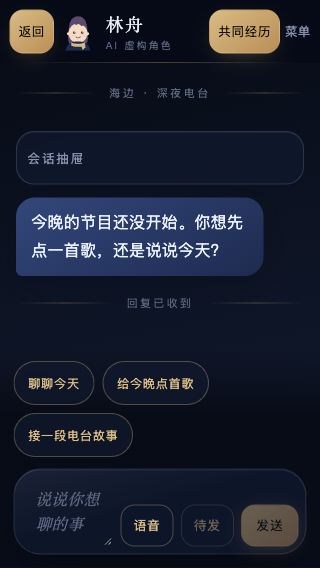 返回
林舟
AI 虚构角色
共同经历
菜单
海边 · 深夜电台
会话抽屉
今晚的节目还没开始。你想先
点一首歌，还是说说今天？
回复已收到
聊聊今天
给今晚点首歌
接一段电台故事
说说你想
聊的事
语音
待发
发送